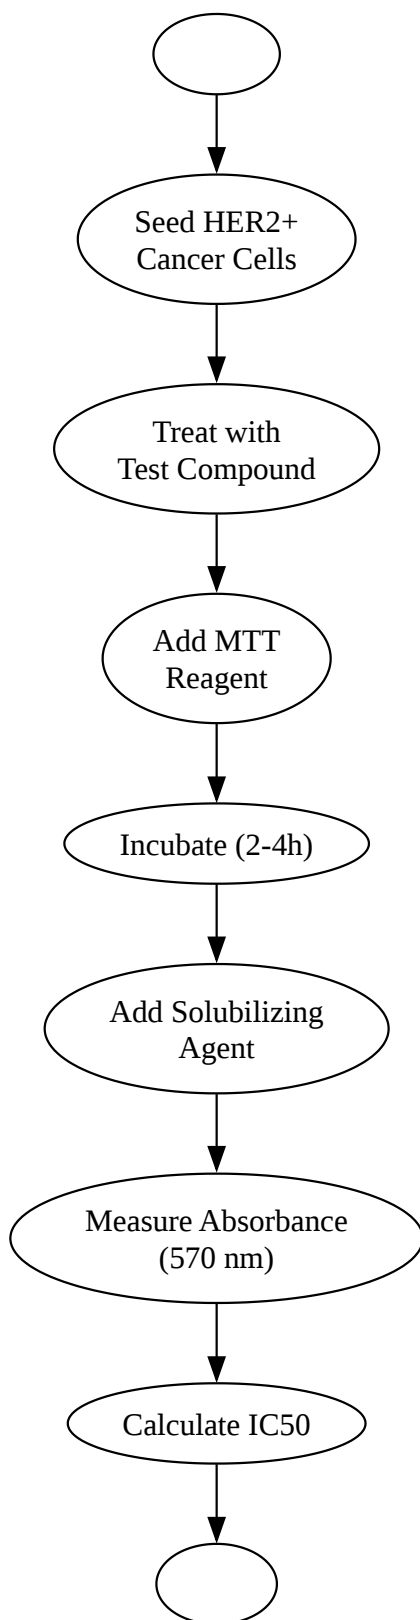 Seed HER2+
Cancer Cells
Treat with
Test Compound
Add MTT
Reagent
Incubate (2-4h)
Add Solubilizing
Agent
Measure Absorbance
(570 nm)
Calculate IC50